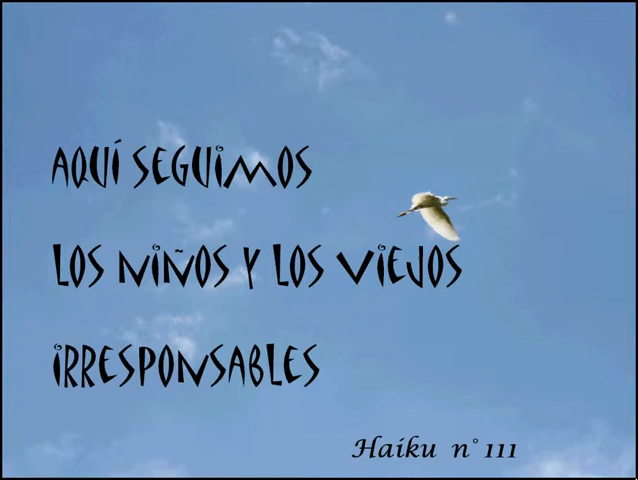 AQUÍ SEGUIMOS
LOS NIÑOS Y LOS VIEJOS
IRRESPONSABLES
Haiku n° 111